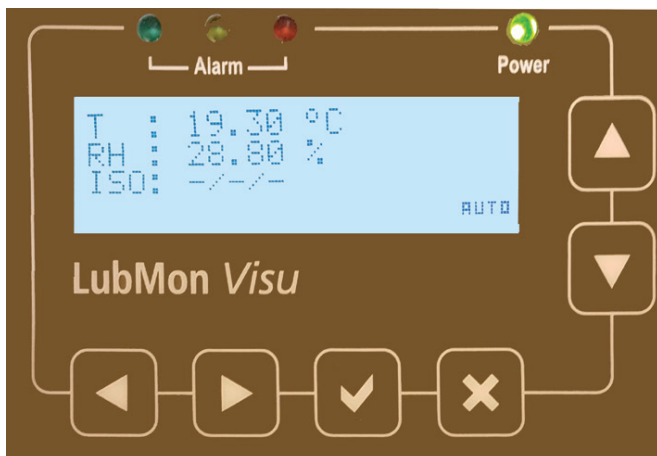 Alarm
Power
T : 19.30 °C
RH : 28.80 %
ISO: -/-/-
AUTO
LubMon Visu